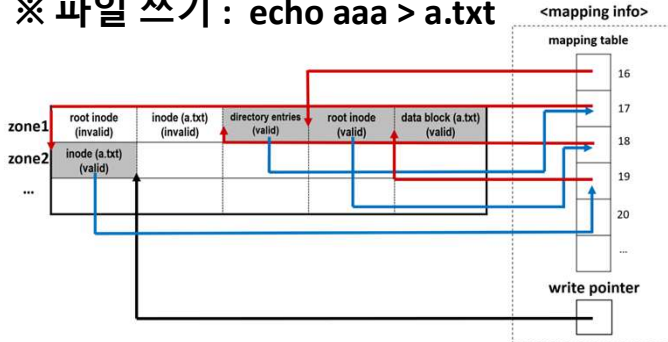 ※ 파일 쓰기 : echo aaa > a.txt
<mapping info>
mapping table
16
17
18
19
20
...
write pointer
zone1
root inode
(invalid)
inode (a.txt)
(invalid)
directory entries
(valid)
root inode
(valid)
data block (a.txt)
(valid)
zone2
inode (a.txt)
(valid)
...